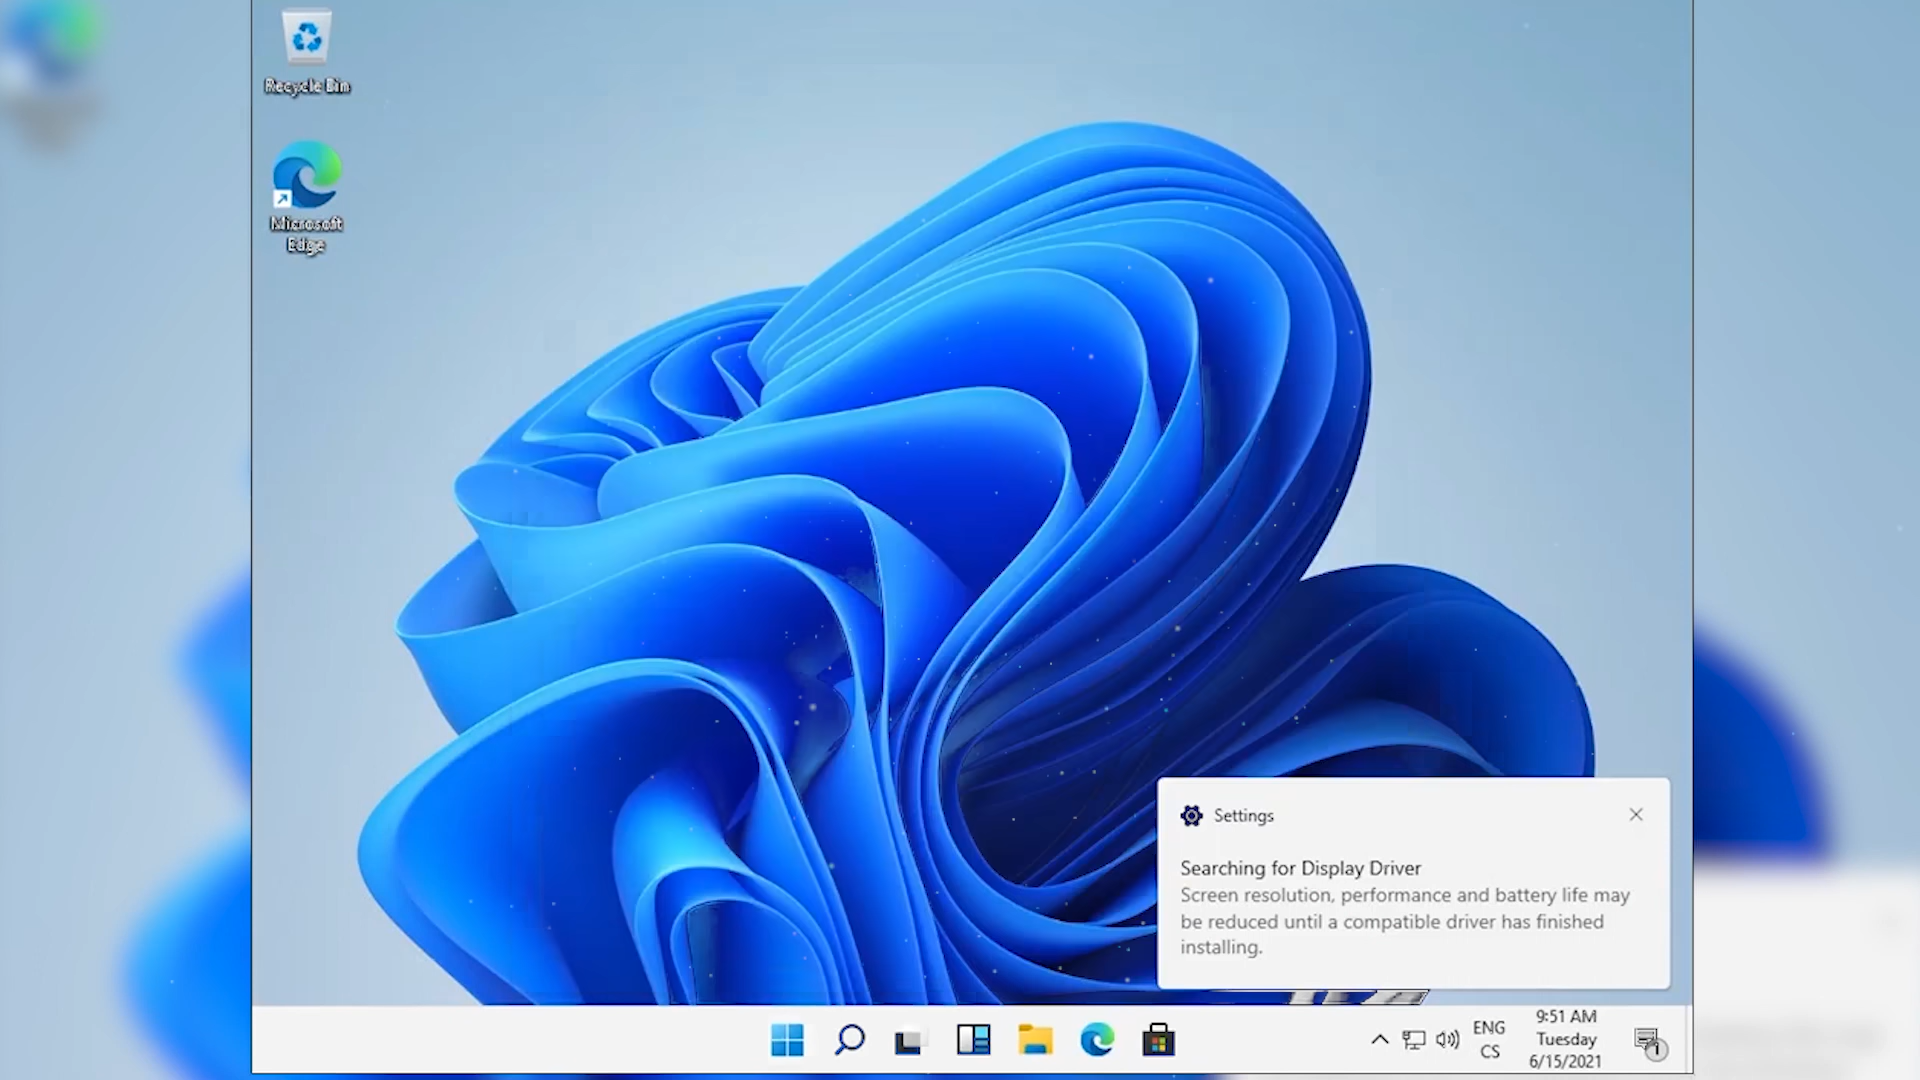 Recycle Bin
Microsoft
Edge
Settings
Searching for Display Driver
Screen resolution, performance and battery life may
be reduced until a compatible driver has finished
installing.
ENG
CS
9:51 AM
Tuesday
6/15/2021
1